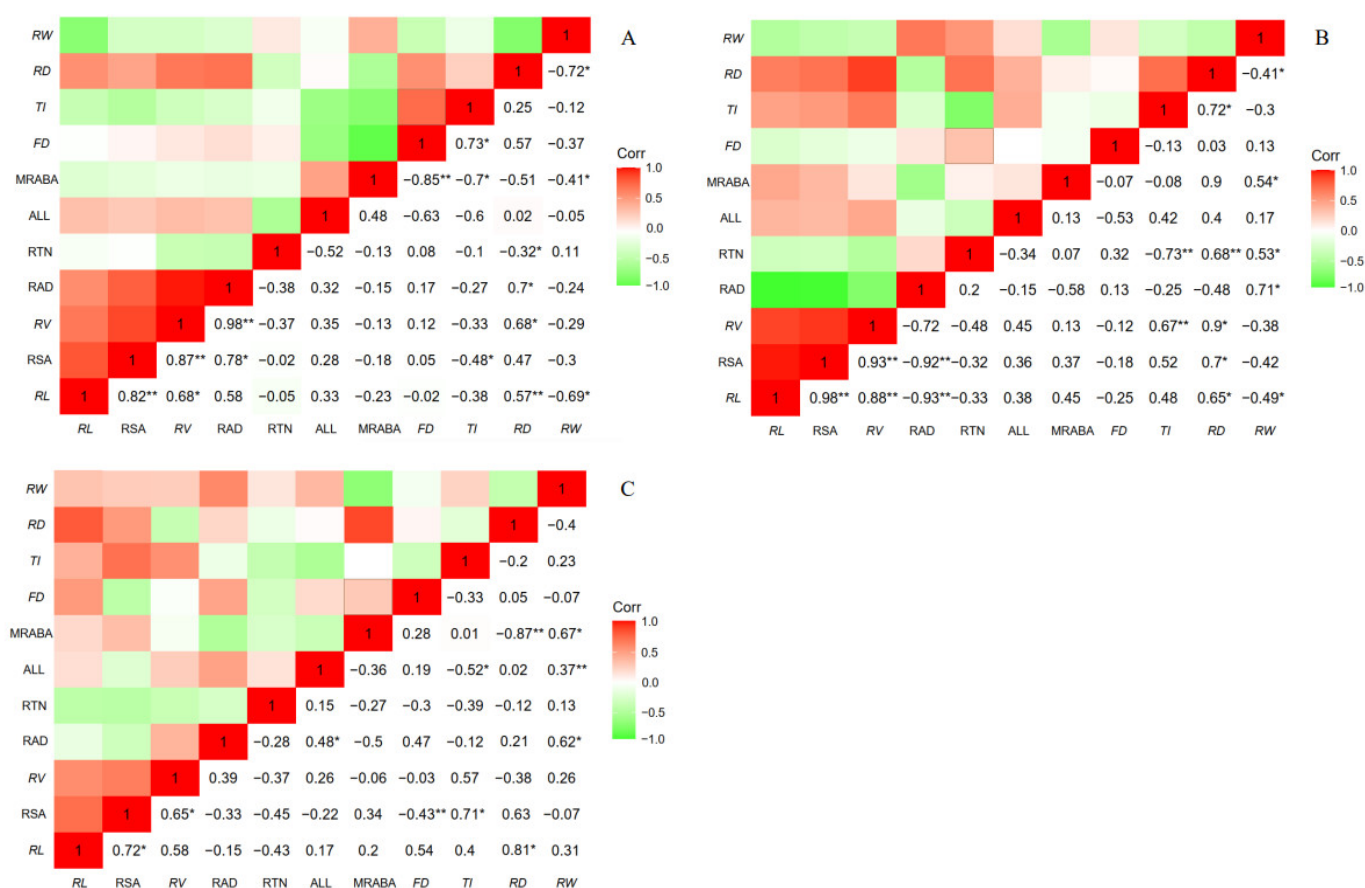 A
RW 1
RD 1 −0.72*
TI 1 0.25 −0.12
FD 1 0.73* 0.57 −0.37
MRABA 1 −0.85** −0.7* −0.51 −0.41*
ALL 1 0.48 −0.63 −0.6 0.02 −0.05
RTN 1 −0.52 −0.13 0.08 −0.1 −0.32* 0.11
RAD 1 −0.38 0.32 −0.15 0.17 −0.27 0.7* −0.24
RV 1 0.98** −0.37 0.35 −0.13 0.12 −0.33 0.68* −0.29
RSA 1 0.87** 0.78* −0.02 0.28 −0.18 0.05 −0.48* 0.47 −0.3
RL 1 0.82** 0.68* 0.58 −0.05 0.33 −0.23 −0.02 −0.38 0.57** −0.69*
RL RSA RV RAD RTN ALL MRABA FD TI RD RW
Corr
1.0
0.5
0.0
−0.5
−1.0
B
RW 1
RD 1 −0.41*
TI 1 0.72* −0.3
FD 1 −0.13 0.03 0.13
MRABA 1 −0.07 −0.08 0.9 0.54*
ALL 1 0.13 −0.53 0.42 0.4 0.17
RTN 1 −0.34 0.07 0.32 −0.73** 0.68** 0.53*
RAD 1 0.2 −0.15 −0.58 0.13 −0.25 −0.48 0.71*
RV 1 −0.72 −0.48 0.45 0.13 −0.12 0.67** 0.9* −0.38
RSA 1 0.93** −0.92** −0.32 0.36 0.37 −0.18 0.52 0.7* −0.42
RL 1 0.98** 0.88** −0.93** −0.33 0.38 0.45 −0.25 0.48 0.65* −0.49*
RL RSA RV RAD RTN ALL MRABA FD TI RD RW
Corr
1.0
0.5
0.0
−0.5
−1.0
C
RW 1
RD 1 −0.4
TI 1 −0.2 0.23
FD 1 −0.33 0.05 −0.07
MRABA 1 0.28 0.01 −0.87** 0.67*
ALL 1 −0.36 0.19 −0.52* 0.02 0.37**
RTN 1 0.15 −0.27 −0.3 −0.39 −0.12 0.13
RAD 1 −0.28 0.48* −0.5 0.47 −0.12 0.21 0.62*
RV 1 0.39 −0.37 0.26 −0.06 −0.03 0.57 −0.38 0.26
RSA 1 0.65* −0.33 −0.45 −0.22 0.34 −0.43** 0.71* 0.63 −0.07
RL 1 0.72* 0.58 −0.15 −0.43 0.17 0.2 0.54 0.4 0.81* 0.31
RL RSA RV RAD RTN ALL MRABA FD TI RD RW
Corr
1.0
0.5
0.0
−0.5
−1.0